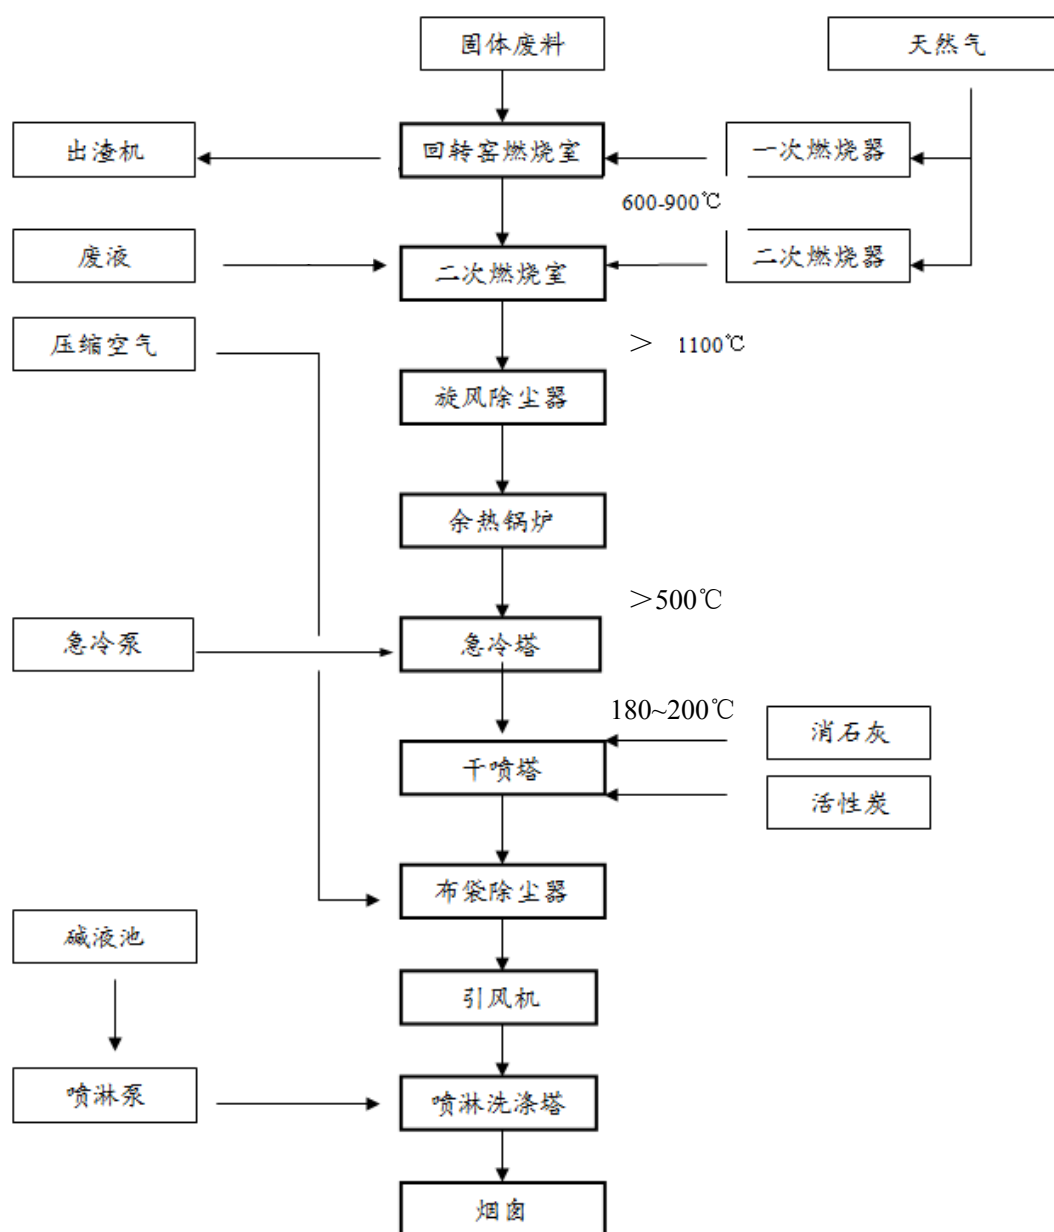 固体废料
天然气
出渣机
回转窑燃烧室
一次燃烧器
600-900℃
废液
二次燃烧室
二次燃烧器
压缩空气
＞ 1100℃
旋风除尘器
余热锅炉
＞500℃
急冷泵
急冷塔
180~200℃
消石灰
干喷塔
活性炭
布袋除尘器
碱液池
引风机
喷淋泵
喷淋洗涤塔
烟囱